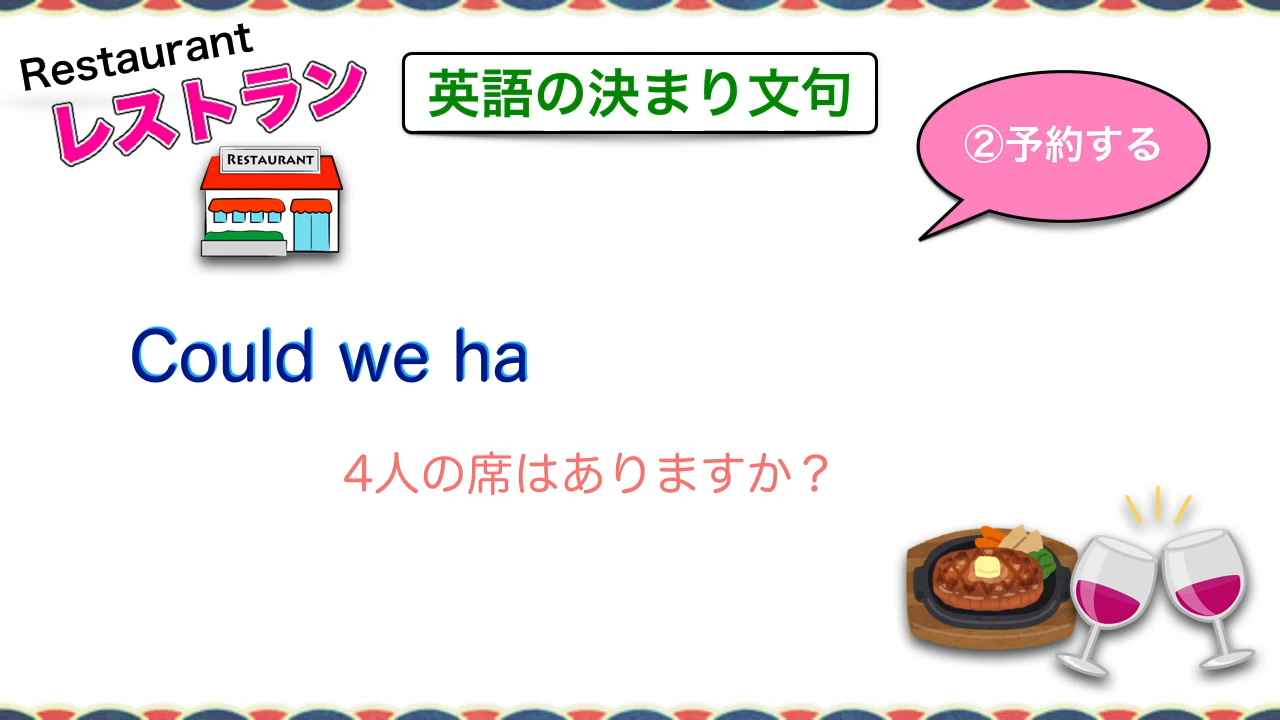 Restaurant
レストラン
RESTAURANT
英語の決まり文句
②予約する
Could we ha
4人の席はありますか？